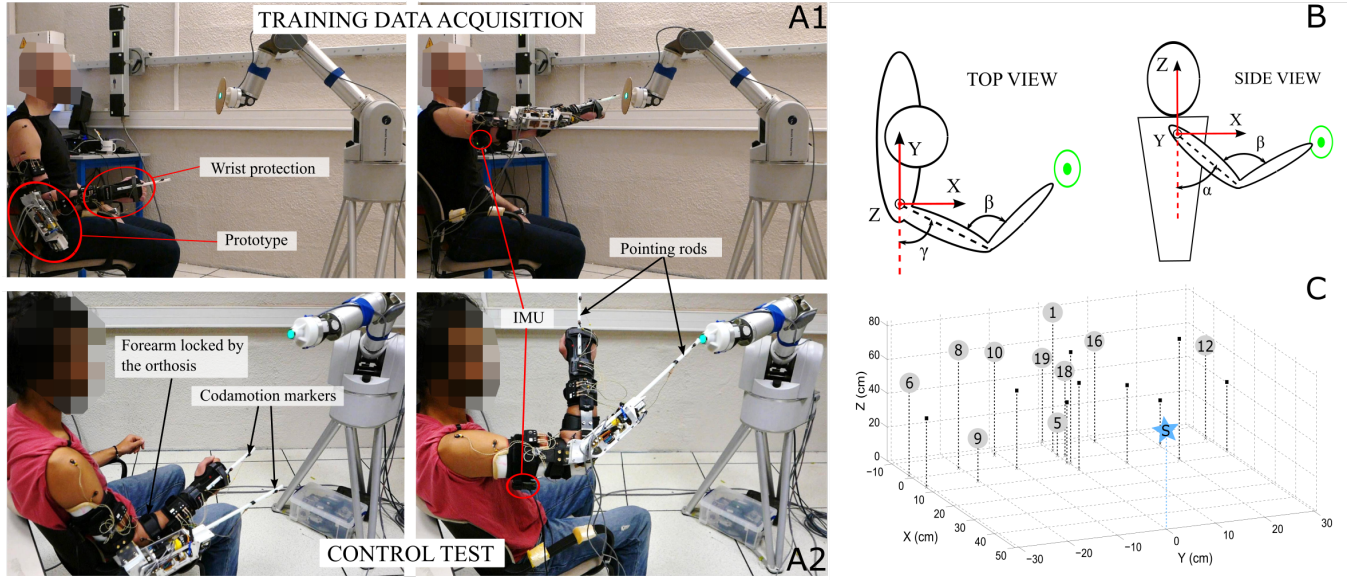 TRAINING DATA ACQUISITION
A1
Wrist protection
Prototype
Pointing rods
IMU
Forearm locked by
the orthosis
Codamotion markers
CONTROL TEST
A2
B
TOP VIEW
SIDE VIEW
Y
X
Z
β
γ
Z
X
Y
β
α
C
80
60
40
20
0
Z (cm)
-10
0
10
20
30
40
50
X (cm)
-30
-20
-10
0
10
20
30
Y (cm)
1
8
10
19
16
18
12
6
5
9
S